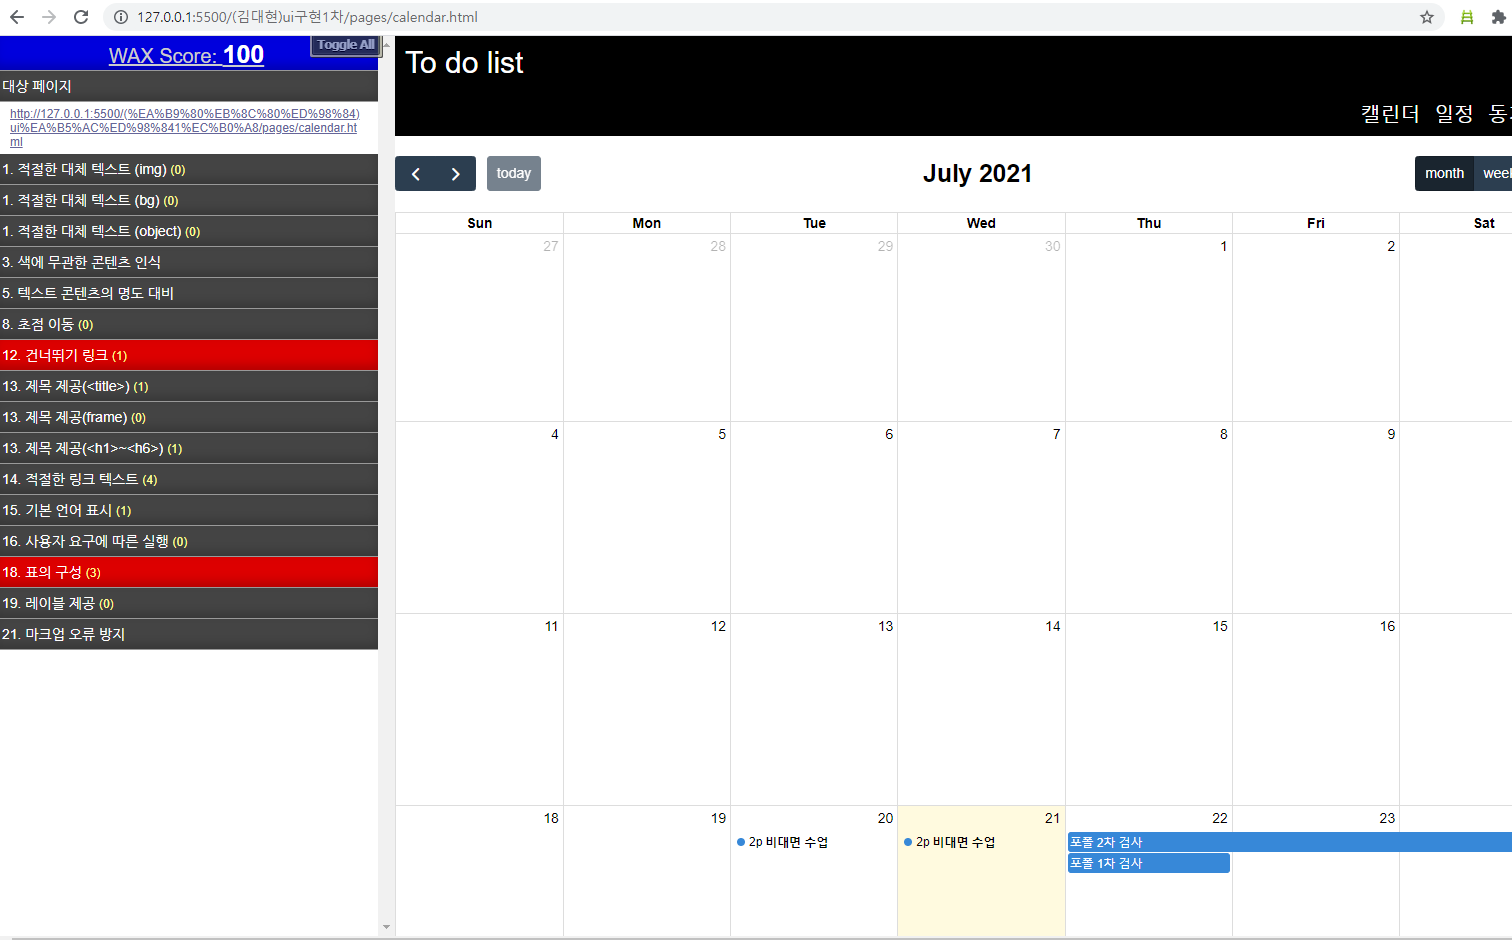 127.0.0.1:5500/(김대현)ui구현1차/pages/calendar.html
WAX Score: 100
Toggle All
대상 페이지
http://127.0.0.1:5500/(%EA%B9%80%EB%8C%80%ED%98%84)
ui%EA%B5%AC%ED%98%841%EC%B0%A8/pages/calendar.ht
ml
1. 적절한 대체 텍스트 (img) (0)
1. 적절한 대체 텍스트 (bg) (0)
1. 적절한 대체 텍스트 (object) (0)
3. 색에 무관한 콘텐츠 인식
5. 텍스트 콘텐츠의 명도 대비
8. 초점 이동 (0)
12. 건너뛰기 링크 (1)
13. 제목 제공(<title>) (1)
13. 제목 제공(frame) (0)
13. 제목 제공(<h1>~<h6>) (1)
14. 적절한 링크 텍스트 (4)
15. 기본 언어 표시 (1)
16. 사용자 요구에 따른 실행 (0)
18. 표의 구성 (3)
19. 레이블 제공 (0)
21. 마크업 오류 방지
To do list
캘린더 일정
today
July 2021
month week
Sun Mon Tue Wed Thu Fri Sat
27 28 29 30 1 2
4 5 6 7 8 9
11 12 13 14 15 16
18 19 20 21 22 23
2p 비대면 수업
2p 비대면 수업
포폴 2차 검사
포폴 1차 검사